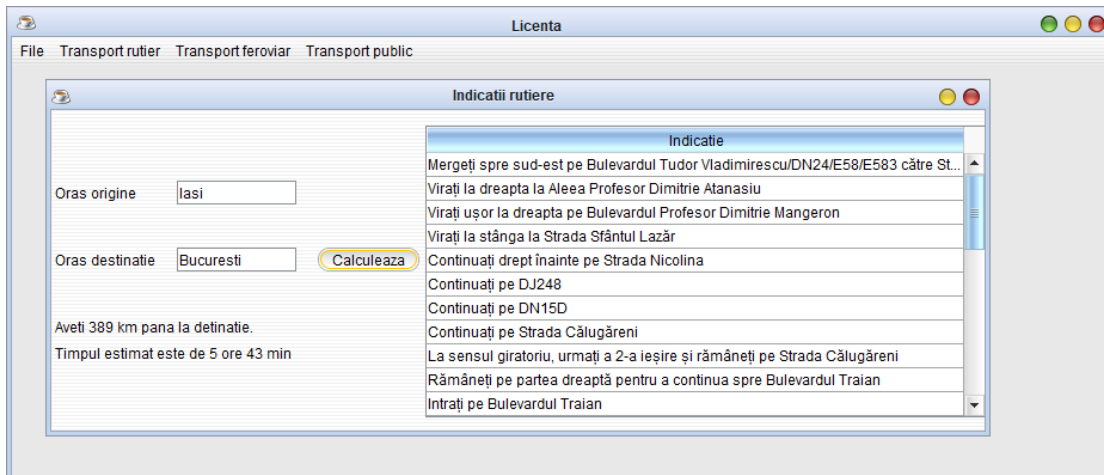 Licenta
File Transport rutier Transport feroviar Transport public
Indicatii rutiere
Oras origine Iasi
Oras destinatie Bucuresti Calculeaza
Aveti 389 km pana la detinatie.
Timpul estimat este de 5 ore 43 min
Indicatie
Mergeți spre sud-est pe Bulevardul Tudor Vladimirescu/DN24/E58/E583 către St...
Virați la dreapta la Aleea Profesor Dimitrie Atanasiu
Virați ușor la dreapta pe Bulevardul Profesor Dimitrie Mangeron
Virați la stânga la Strada Sfântul Lazăr
Continuați drept înainte pe Strada Nicolina
Continuați pe DJ248
Continuați pe DN15D
Continuați pe Strada Călugăreni
La sensul giratoriu, urmați a 2-a ieșire și rămâneți pe Strada Călugăreni
Rămâneți pe partea dreaptă pentru a continua spre Bulevardul Traian
Intrați pe Bulevardul Traian